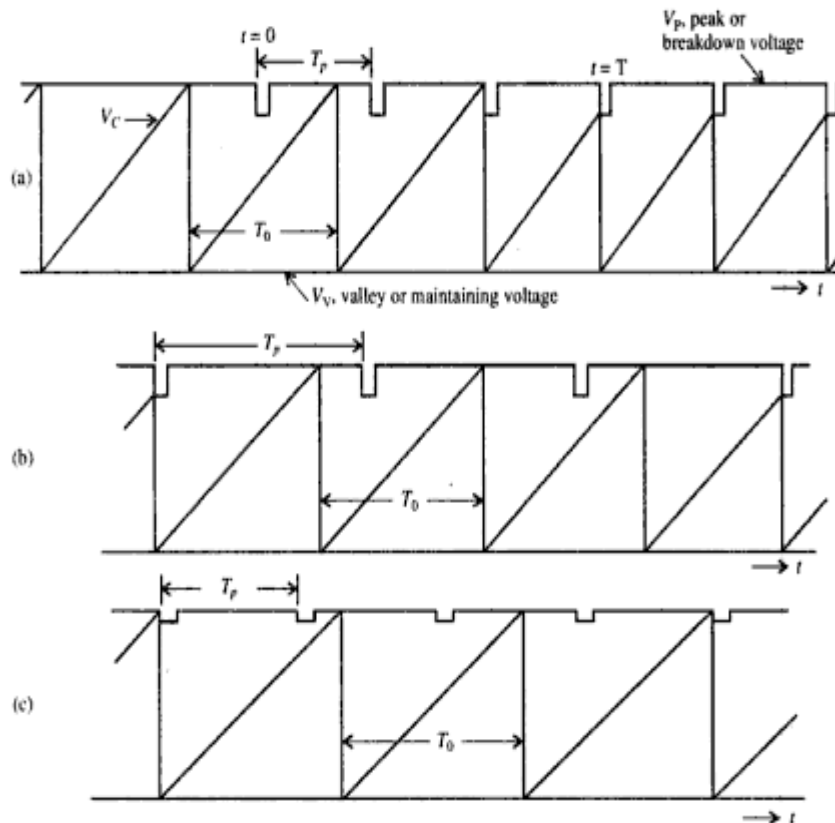 t = 0
T_p
t = T
V_P, peak or
breakdown voltage
V_C
(a)
T_0
V_V, valley or maintaining voltage
t
T_p
(b)
T_0
t
T_p
(c)
T_0
t